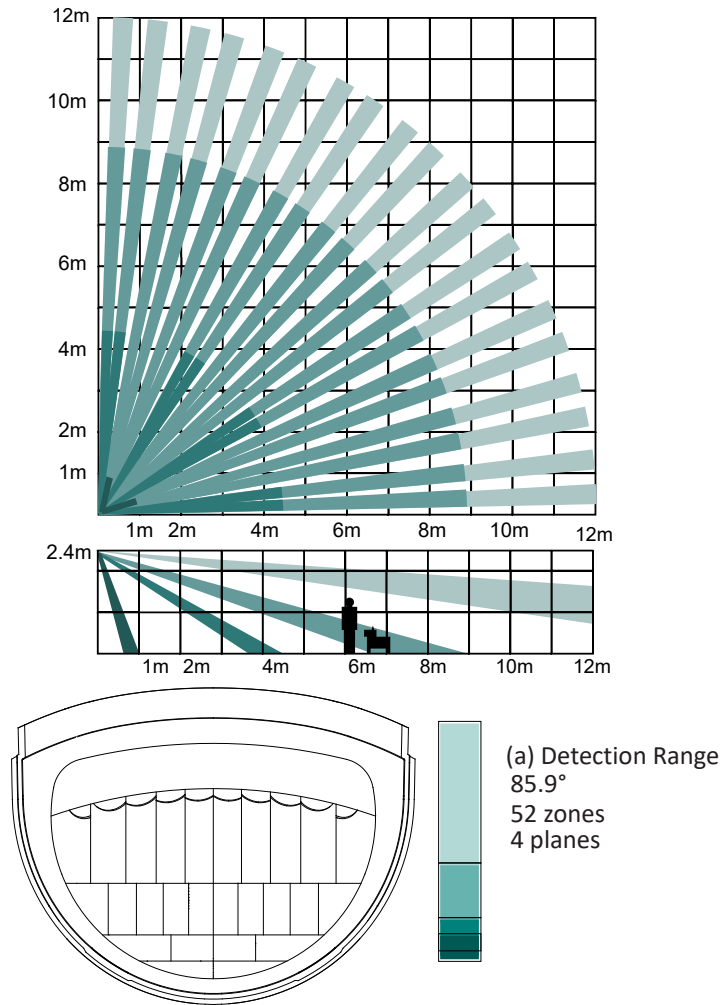 12m
10m
8m
6m
4m
2m
1m
1m 2m 4m 6m 8m 10m 12m
2.4m
1m 2m 4m 6m 8m 10m 12m
(a) Detection Range
85.9°
52 zones
4 planes